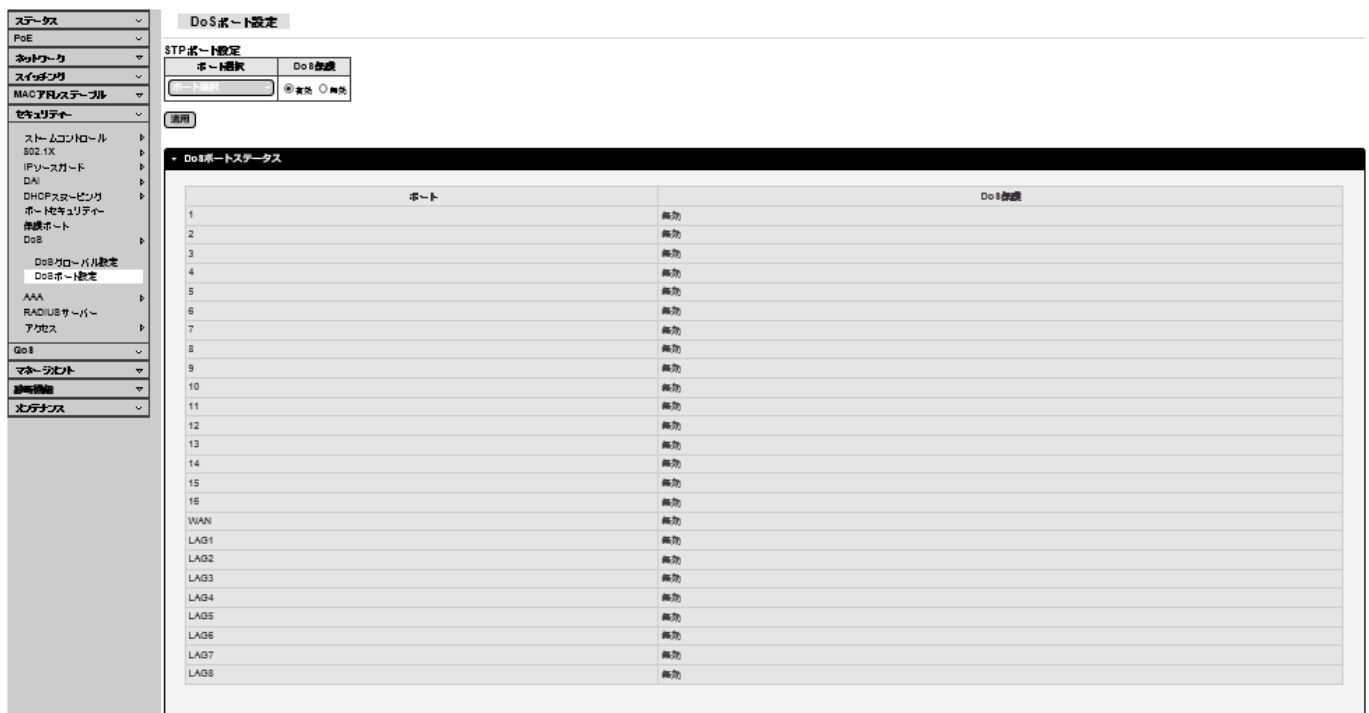 ステータス
PoE
ネットワーク
スイッチング
MACアドレステーブル
セキュリティー
ストームコントロール
802.1X
IPソースガード
DAI
DHCPスヌーピング
ポートセキュリティー
保護ポート
DoS
DoSグローバル設定
DoSポート設定
AAA
RADIUSサーバー
アクセス
QoS
マネージメント
診断機能
メンテナンス
DoSポート設定
STPポート設定
ポート選択 DoS保護
ポート選択 有効 無効
適用
DoSポートステータス
ポート DoS保護
1 無効
2 無効
3 無効
4 無効
5 無効
6 無効
7 無効
8 無効
9 無効
10 無効
11 無効
12 無効
13 無効
14 無効
15 無効
16 無効
WAN 無効
LAG1 無効
LAG2 無効
LAG3 無効
LAG4 無効
LAG5 無効
LAG6 無効
LAG7 無効
LAG8 無効